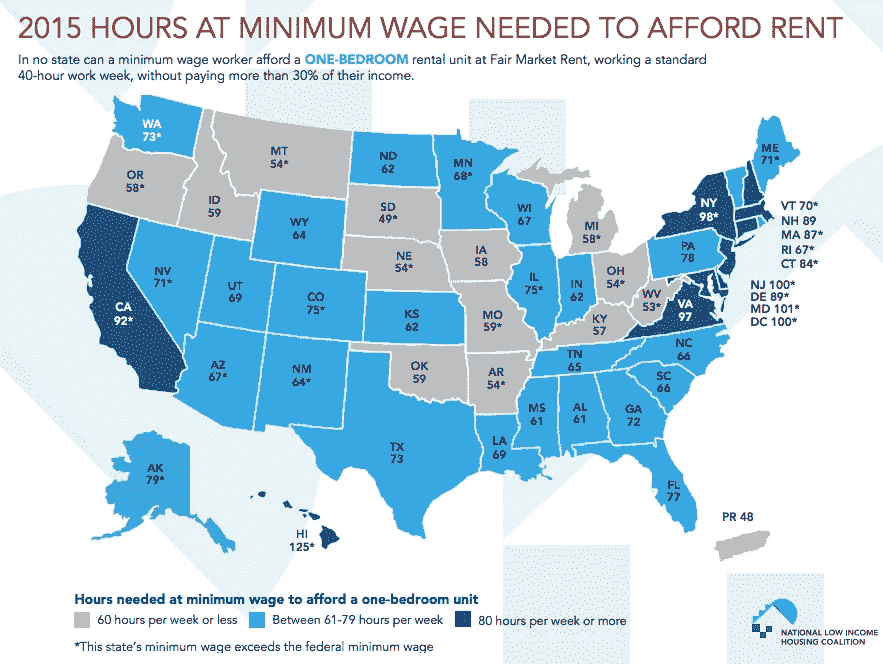 2015 HOURS AT MINIMUM WAGE NEEDED TO AFFORD RENT
In no state can a minimum wage worker afford a ONE-BEDROOM rental unit at Fair Market Rent, working a standard
40-hour work week, without paying more than 30% of their income.
WA
73*
OR
58*
ID
59
MT
54*
ND
62
MN
68*
SD
49*
WY
64
NE
54*
IA
58
WI
67
MI
58*
NY
98*
ME
71*
VT 70*
NH 89
MA 87*
RI 67*
CT 84*
NJ 100*
DE 89*
MD 101*
DC 100*
PA
78
OH
54*
IN
62
IL
75*
WV
53*
VA
97
KY
57
CA
92*
NV
71*
UT
69
CO
75*
KS
62
MO
59*
TN
65
NC
66
SC
66
AZ
67*
NM
64*
OK
59
AR
54*
MS
61
AL
61
GA
72
TX
73
LA
69
FL
77
AK
79*
HI
125*
PR 48
Hours needed at minimum wage to afford a one-bedroom unit
60 hours per week or less
Between 61-79 hours per week
80 hours per week or more
*This state's minimum wage exceeds the federal minimum wage
NATIONAL LOW INCOME
HOUSING COALITION